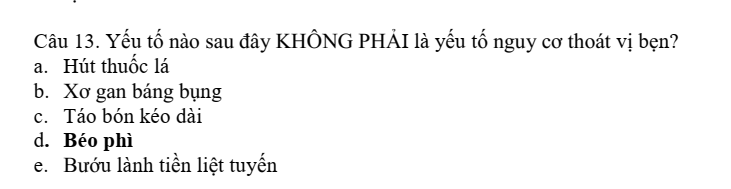 Câu 13. Yếu tố nào sau đây KHÔNG PHẢI là yếu tố nguy cơ thoát vị bẹn?
a. Hút thuốc lá
b. Xơ gan báng bụng
c. Táo bón kéo dài
d. Béo phì
e. Bướu lành tiền liệt tuyến